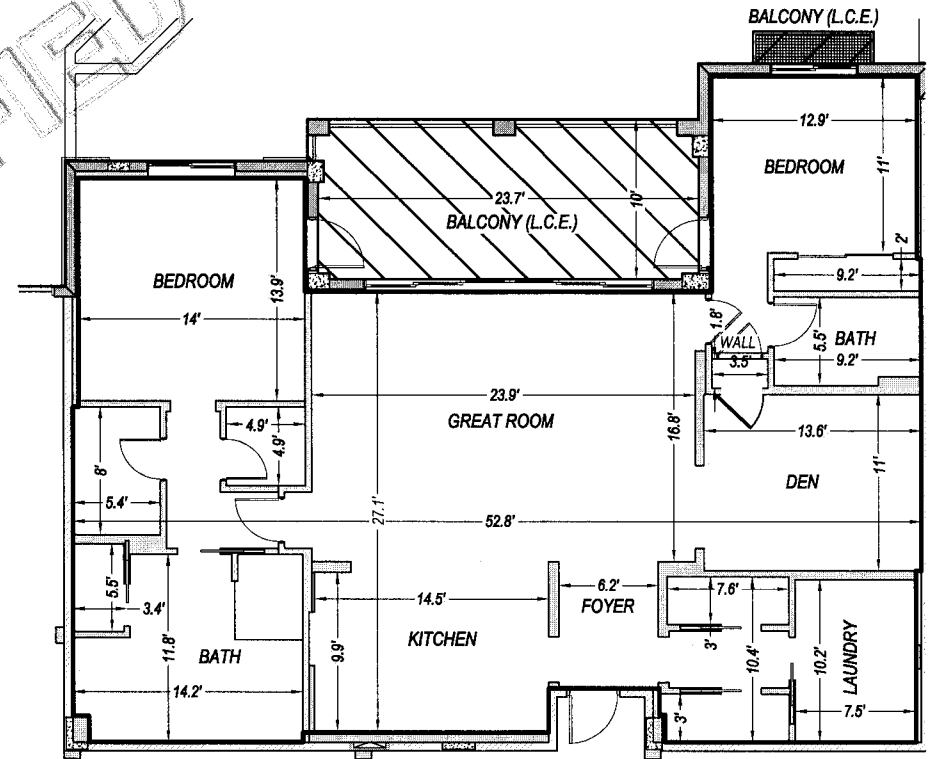 BALCONY (L.C.E.)
12.9'
BEDROOM
11'
2'
9.2'
10'
23.7'
BALCONY (L.C.E.)
BEDROOM
13.9'
14'
1.8'
WALL
3.5'
5.5'
BATH
9.2'
23.9'
GREAT ROOM
16.8'
13.6'
11'
DEN
4.9'
4.9'
8'
5.4'
27.1'
52.8'
5.5'
3.4'
11.8'
BATH
14.2'
14.5'
9.9'
KITCHEN
6.2'
FOYER
7.6'
3'
10.4'
3'
10.2'
LAUNDRY
7.5'